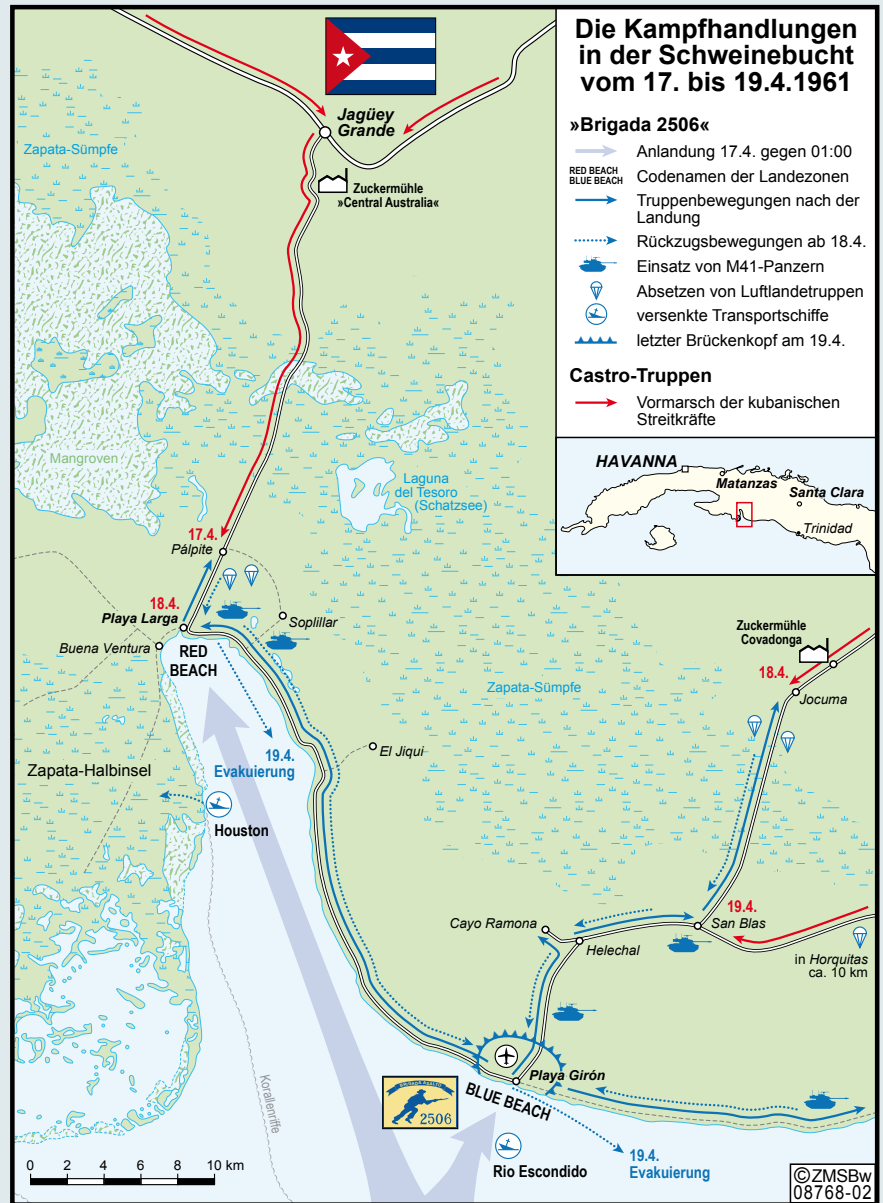 Die Kampfhandlungen
in der Schweinebucht
vom 17. bis 19.4.1961
»Brigada 2506«
Anlandung 17.4. gegen 01:00
RED BEACH
BLUE BEACH
Codenamen der Landezonen
Truppenbewegungen nach der
Landung
Rückzugsbewegungen ab 18.4.
Einsatz von M41-Panzern
Absetzen von Luftlandetruppen
versenkte Transportschiffe
letzter Brückenkopf am 19.4.
Castro-Truppen
Vormarsch der kubanischen
Streitkräfte
HAVANNA
Matanzas
Santa Clara
Trinidad
Jagüey
Grande
Zapata-Sümpfe
Zuckermühle
»Central Australia«
Mangroven
Laguna
del Tesoro
(Schatzsee)
17.4.
Pálpite
18.4.
Playa Larga
Soplillar
Buena Ventura
RED
BEACH
Zuckermühle
Covadonga
18.4.
Jocuma
Zapata-Sümpfe
El Jiqui
19.4.
Evakuierung
Zapata-Halbinsel
Houston
19.4.
San Blas
Cayo Ramona
Helechal
in Horquitas
ca. 10 km
Playa Girón
BLUE BEACH
Korallenriffe
BRIGADA ASALTO
2506
Rio Escondido
19.4.
Evakuierung
0 2 4 6 8 10 km
©ZMSBw
08768-02